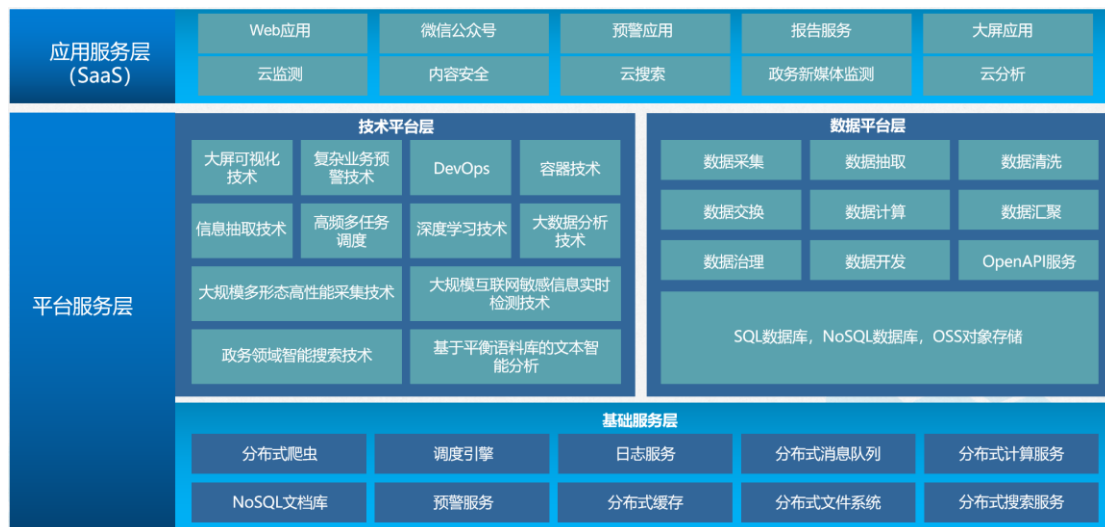 应用服务层
（SaaS）
Web应用
微信公众号
预警应用
报告服务
大屏应用
云监测
内容安全
云搜索
政务新媒体监测
云分析
平台服务层
技术平台层
大屏可视化
技术
复杂业务预
警技术
DevOps
容器技术
信息抽取技术
高频多任务
调度
深度学习技术
大数据分析
技术
大规模多形态高性能采集技术
大规模互联网敏感信息实时
检测技术
政务领域智能搜索技术
基于平衡语料库的文本智
能分析
数据平台层
数据采集
数据抽取
数据清洗
数据交换
数据计算
数据汇聚
数据治理
数据开发
OpenAPI服务
SQL数据库，NoSQL数据库，OSS对象存储
基础服务层
分布式爬虫
调度引擎
日志服务
分布式消息队列
分布式计算服务
NoSQL文档库
预警服务
分布式缓存
分布式文件系统
分布式搜索服务